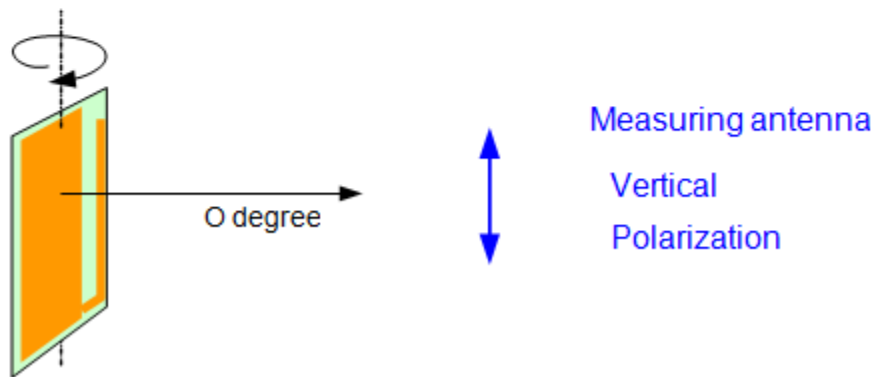 Measuring antenna
Vertical
O degree
Polarization